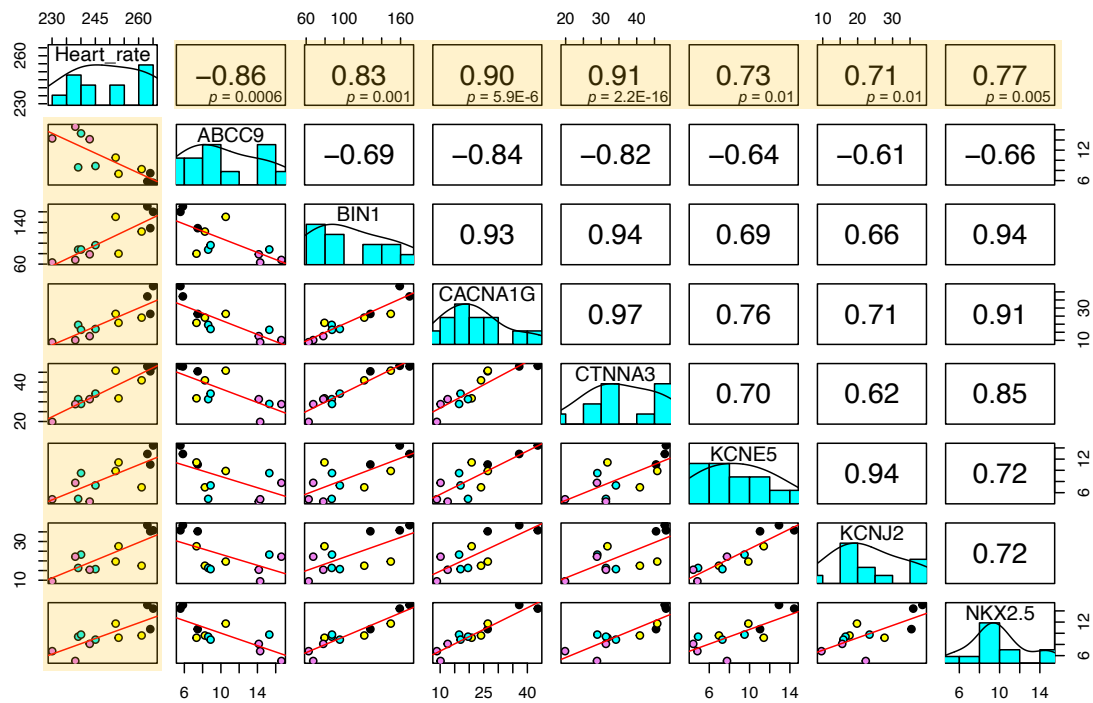 230 245 260 60 100 160 20 30 40 10 20 30
230 260 Heart_rate −0.86 0.83 0.90 0.91 0.73 0.71 0.77
p = 0.0006 p = 0.001 p = 5.9E-6 p = 2.2E-16 p = 0.01 p = 0.01 p = 0.005
ABCC9 −0.69 −0.84 −0.82 −0.64 −0.61 −0.66 6 12
60 140 BIN1 0.93 0.94 0.69 0.66 0.94
CACNA1G 0.97 0.76 0.71 0.91 10 30
20 40 CTNNA3 0.70 0.62 0.85
KCNE5 0.94 0.72 6 12
10 30 KCNJ2 0.72
NKX2.5 6 12
6 10 14 10 25 40 6 10 14 6 10 14